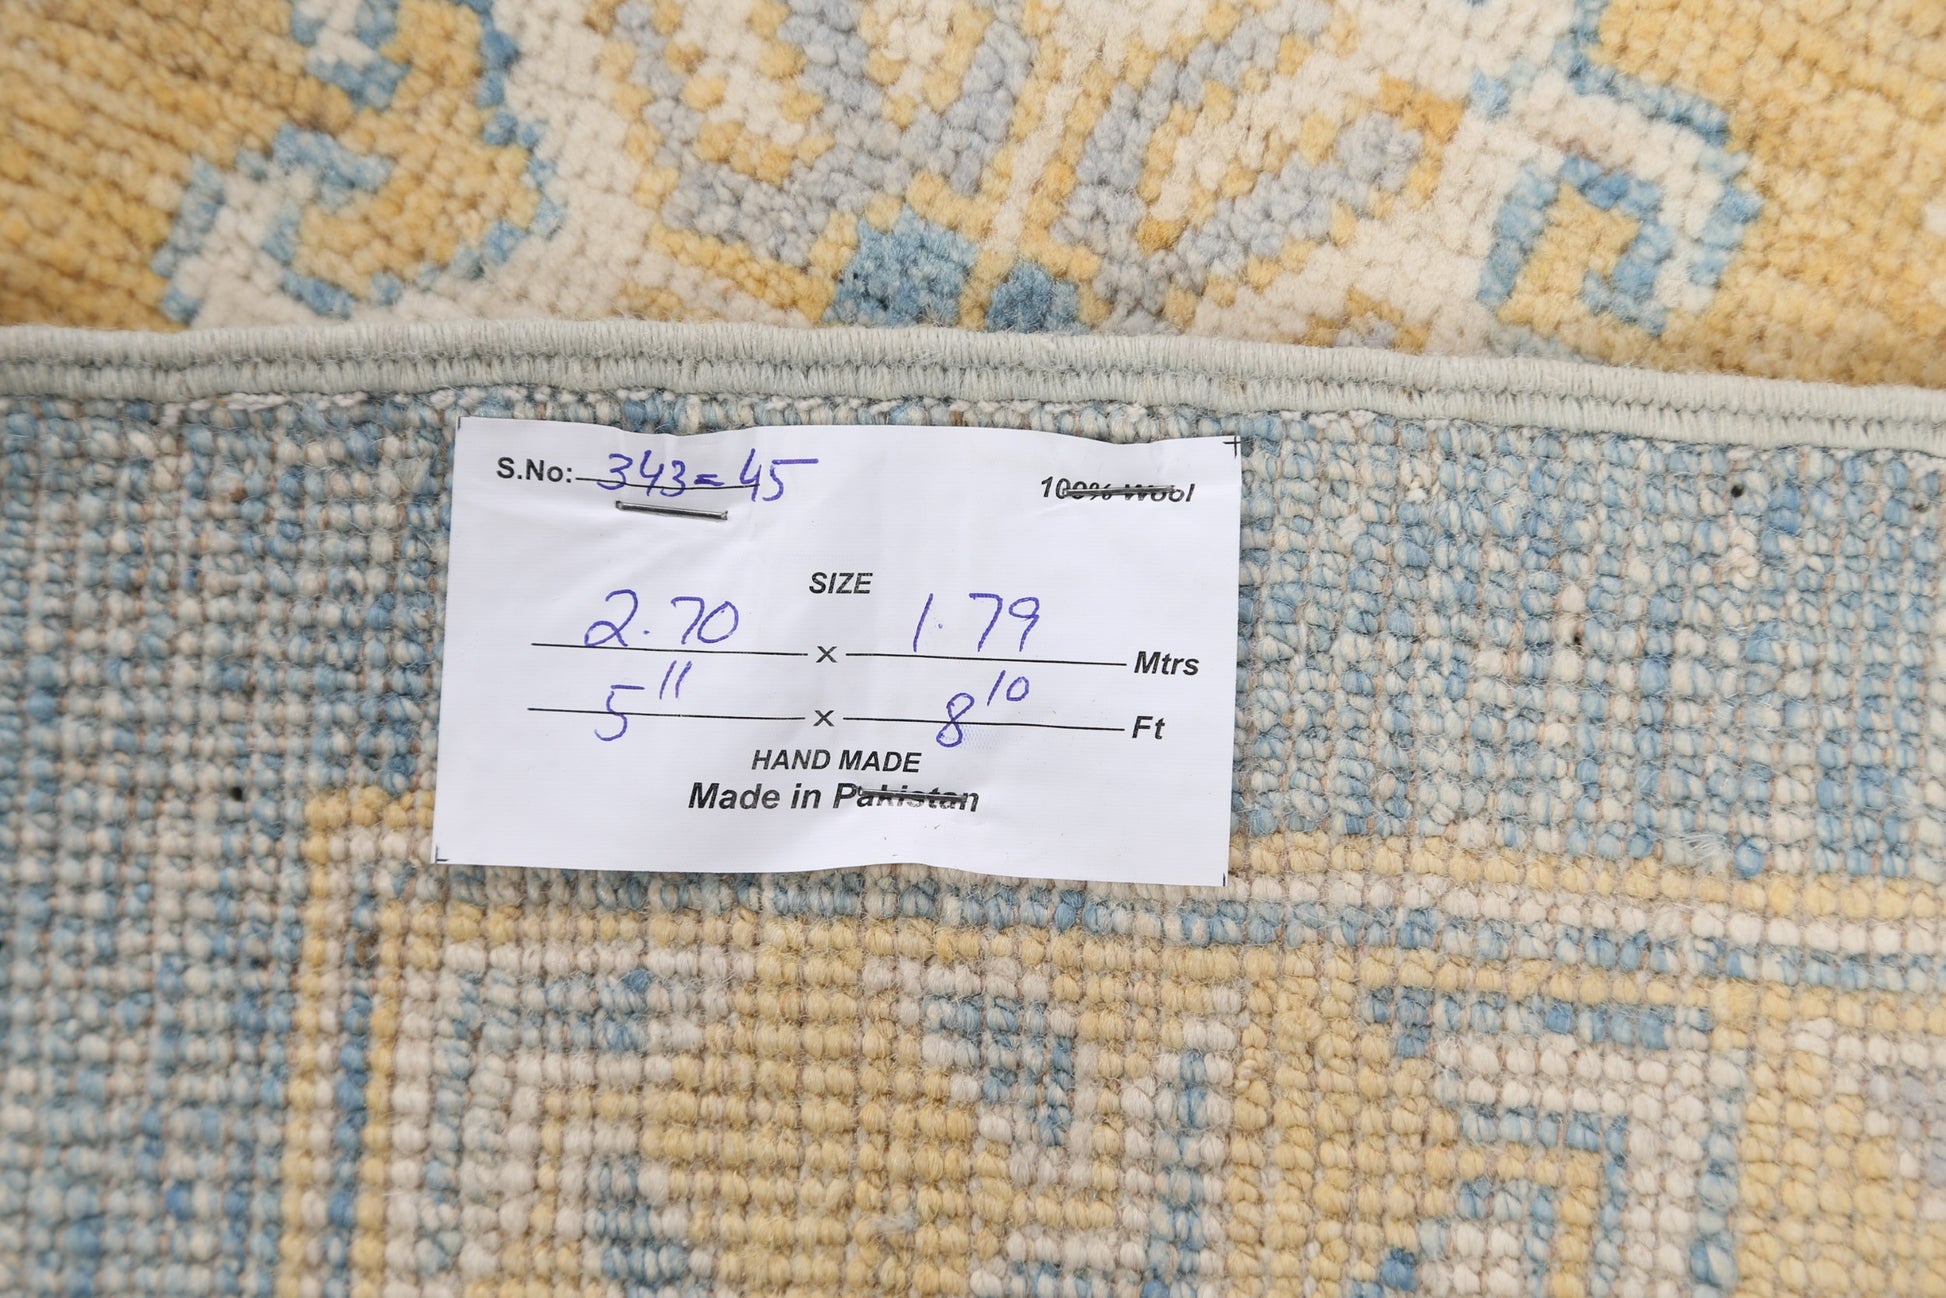 S.No: 343=45
100% Wool
SIZE
2.70 x 1.79 Mtrs
5 11 x 8 10 Ft
HAND MADE
Made in Pakistan